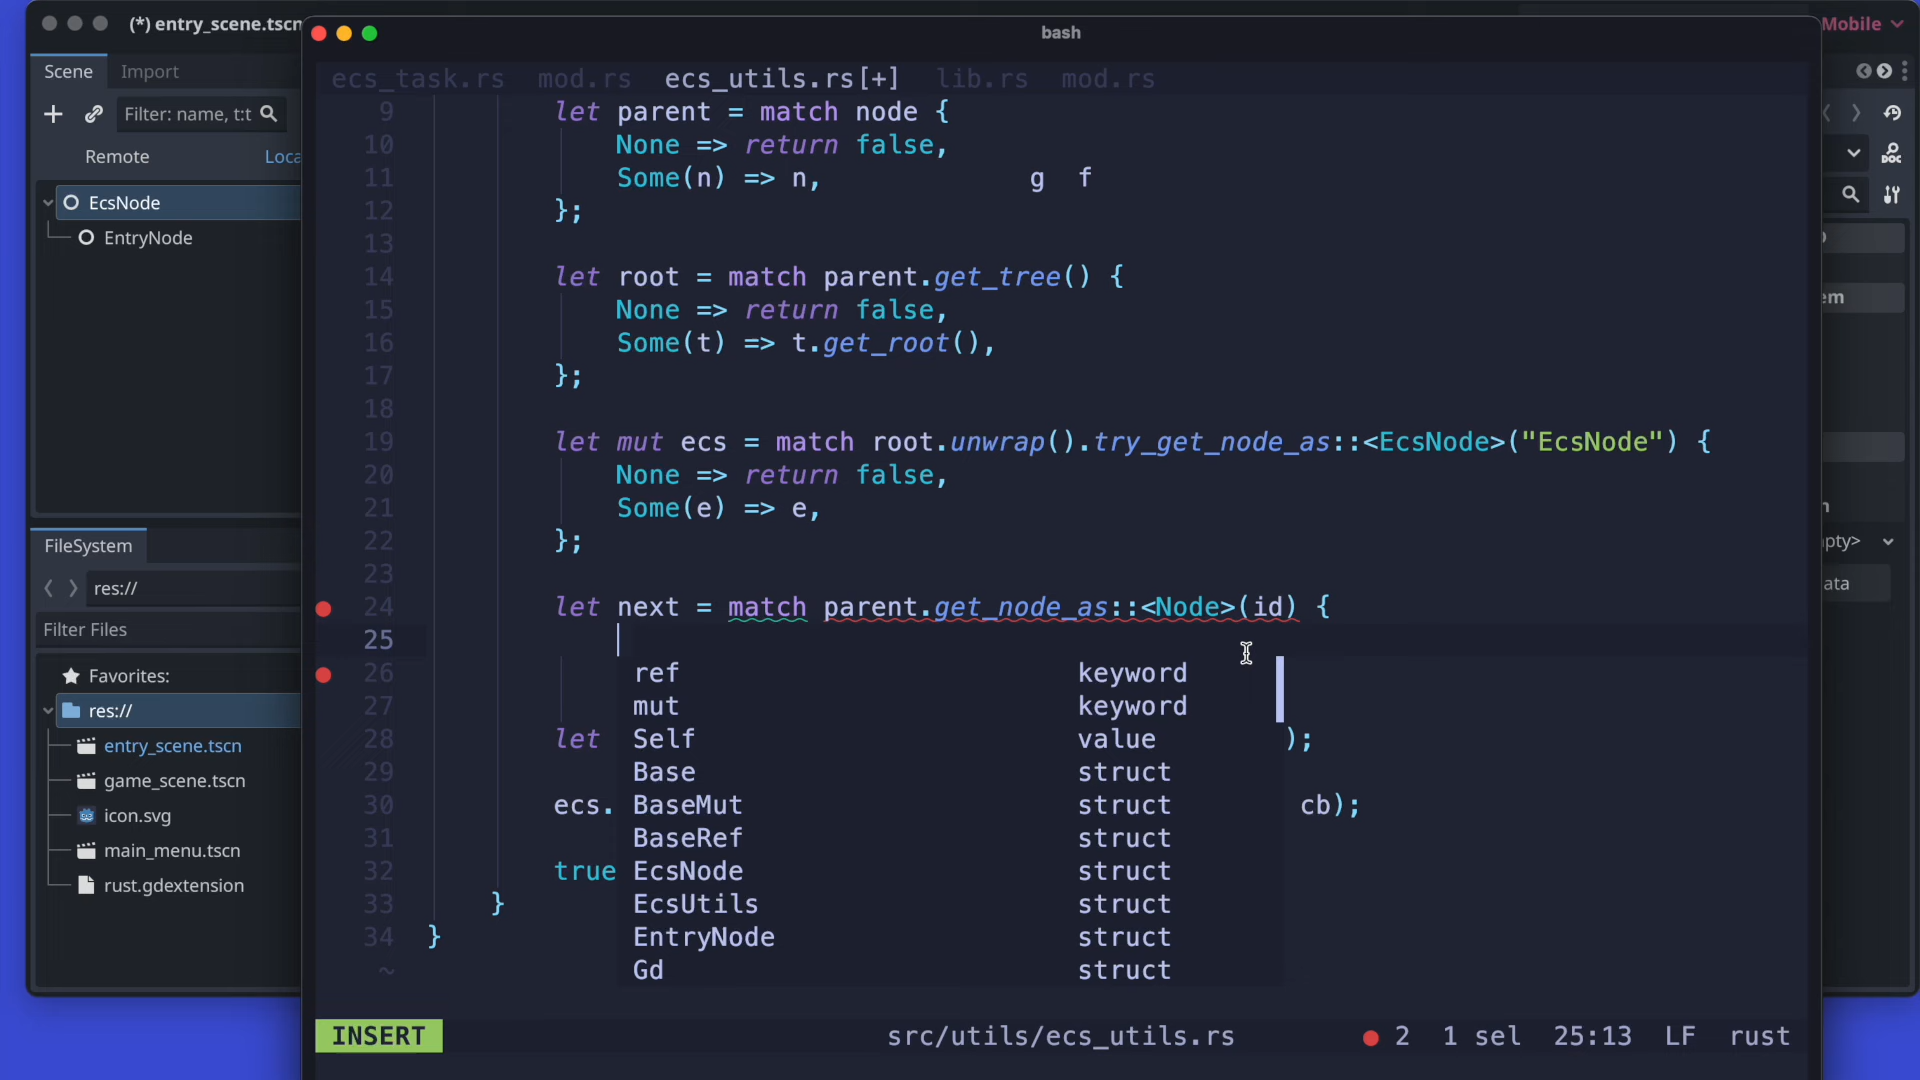 (*) entry_scene.tscn
bash
Mobile
Scene
Import
ecs_task.rs mod.rs ecs_utils.rs[+] lib.rs mod.rs
Filter: name, t:t
Remote
Loca
EcsNode
EntryNode
FileSystem
res://
Filter Files
Favorites:
res://
entry_scene.tscn
game_scene.tscn
icon.svg
main_menu.tscn
rust.gdextension
9 let parent = match node {
10 None => return false,
11 Some(n) => n, g f
12 };
13
14 let root = match parent.get_tree() {
15 None => return false,
16 Some(t) => t.get_root(),
17 };
18
19 let mut ecs = match root.unwrap().try_get_node_as::<EcsNode>("EcsNode") {
20 None => return false,
21 Some(e) => e,
22 };
23
24 let next = match parent.get_node_as::<Node>(id) {
25
26 ref keyword
27 mut keyword
28 let Self value );
29 Base struct
30 ecs. BaseMut struct cb);
31 BaseRef struct
32 true EcsNode struct
33 } EcsUtils struct
34 } EntryNode struct
~ Gd struct
INSERT src/utils/ecs_utils.rs 2 1 sel 25:13 LF rust
DOC
em
n
pty>
ata